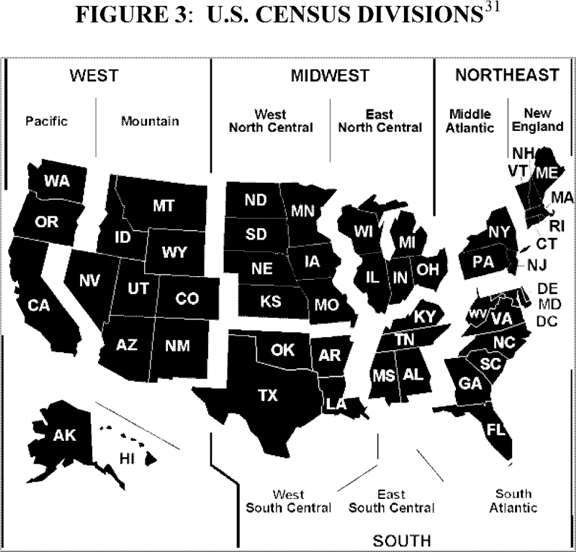 FIGURE 3: U.S. CENSUS DIVISIONS31
WEST MIDWEST NORTHEAST
Pacific Mountain West North Central East North Central Middle Atlantic New England
WA
OR
CA
MT
ID
WY
NV
UT
CO
AZ
NM
ND
SD
NE
KS
MN
IA
MO
WI
MI
IL
IN
OH
NH
VT
ME
MA
RI
CT
NY
PA
NJ
DE
MD
DC
WV
VA
KY
TN
NC
SC
GA
FL
MS
AL
OK
AR
TX
LA
AK
HI
West South Central
East South Central
South Atlantic
SOUTH